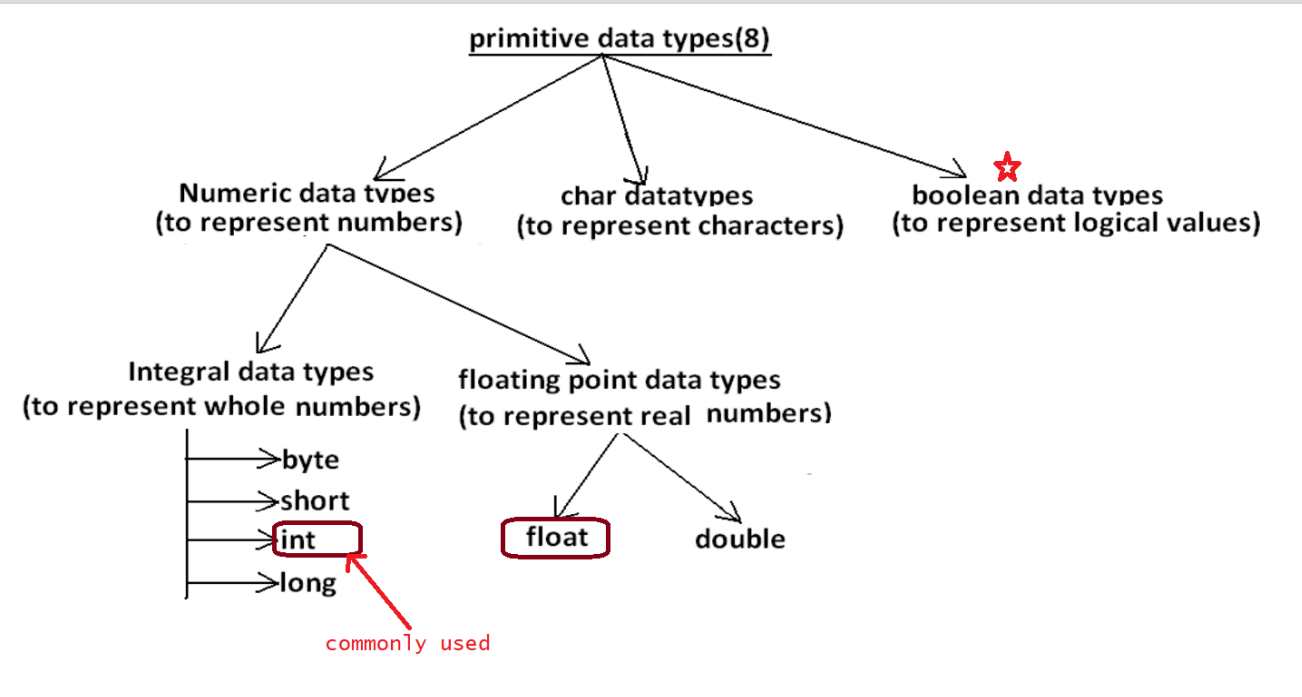 primitive data types(8)
Numeric data types
(to represent numbers)
char datatypes
(to represent characters)
boolean data types
(to represent logical values)
Integral data types
(to represent whole numbers)
floating point data types
(to represent real numbers)
byte
short
int
long
float
double
commonly used